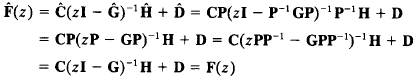 F̂(z) = Ĉ(zI − Ĝ)⁻¹Ĥ + D̂ = CP(zI − P⁻¹GP)⁻¹P⁻¹H + D
= CP(zP − GP)⁻¹H + D = C(zPP⁻¹ − GPP⁻¹)⁻¹H + D
= C(zI − G)⁻¹H + D = F(z)